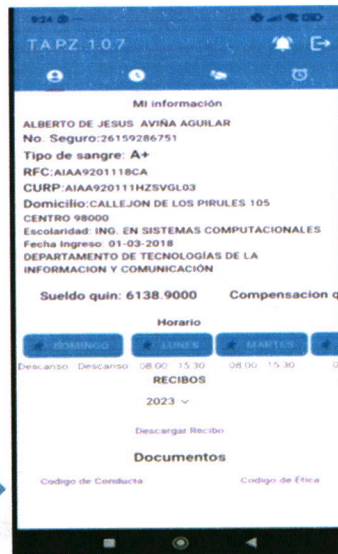 9:24
T.A.P.Z. 1.0.7
Mi información
ALBERTO DE JESUS AVIÑA AGUILAR
No. Seguro:26159286751
Tipo de sangre: A+
RFC:AIAA9201118CA
CURP:AIAA920111HZSVGL03
Domicilio:CALLEJON DE LOS PIRULES 105
CENTRO 98000
Escolaridad: ING. EN SISTEMAS COMPUTACIONALES
Fecha Ingreso: 01-03-2018
DEPARTAMENTO DE TECNOLOGÍAS DE LA
INFORMACION Y COMUNICACIÓN
Sueldo quin: 6138.9000 Compensacion q
Horario
DOMINGO LUNES MARTES
Descanso Descanso 08:00 15:30 08:00 15:30
RECIBOS
2023
Descargar Recibo
Documentos
Codigo de Conducta Codigo de Ética